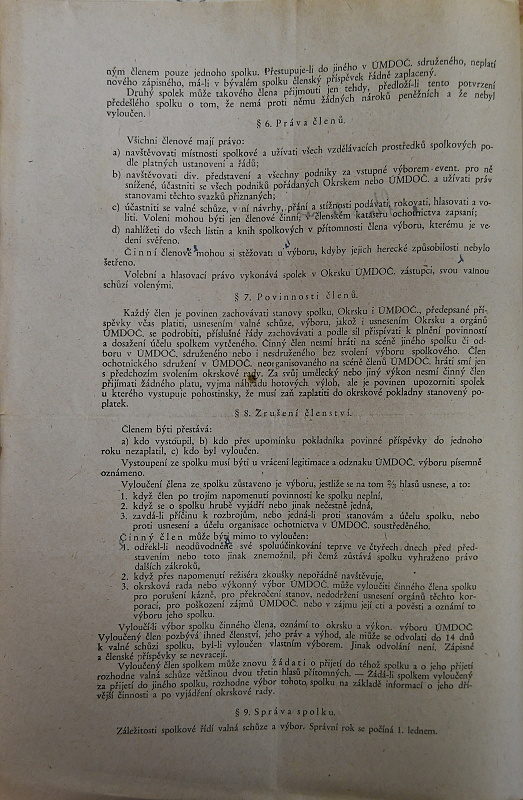 ným členem pouze jednoho spolku. Přestupuje-li do jiného v ÚMDOČ. sdruženého, neplatí
nového zápisného, má-li v bývalém spolku členský příspěvek řádně zaplacený.
Druhý spolek může takového člena přijmouti jen tehdy, předloží-li tento potvrzení
předešlého spolku o tom, že nemá proti němu žádných nároků peněžních a že nebyl
vyloučen.
§ 6. Práva členů.
Všichni členové mají právo:
a) navštěvovati místnosti spolkové a užívati všech vzdělávacích prostředků spolkových po-
dle platných ustanovení a řádů;
b) navštěvovati div. představení a všechny podniky za vstupné výborem event. pro ně
snížené, účastniti se všech podniků pořádaných Okrskem nebo ÚMDOČ. a užívati práv
stanovami těchto svazků přiznaných;
c) účastniti se valné schůze, v ní návrhy, přání a stížnosti podávati, rokovati, hlasovati a vo-
liti. Voleni mohou býti jen členové činní, v členském katastru ochotnictva zapsaní;
d) nahlížeti do všech listin a knih spolkových v přítomnosti člena výboru, kterému je ve-
dení svěřeno.
Činní členové mohou si stěžovati u výboru, kdyby jejich herecké způsobilosti nebylo
šetřeno.
Volební a hlasovací právo vykonává spolek v Okrsku ÚMDOČ. zástupci, svou valnou
schůzí volenými.
§ 7. Povinnosti členů.
Každý člen je povinen zachovávati stanovy spolku, Okrsku i ÚMDOČ., předepsané pří-
spěvky včas platiti, usnesením valné schůze, výboru, jakož i usnesením Okrsku a orgánů
ÚMDOČ. se podrobiti, příslušné řády zachovávati a podle sil přispívati k plnění povinností
a dosažení účelu spolkem vytčeného. Činný člen nesmí hráti na scéně jiného spolku či od-
boru v ÚMDOČ. sdruženého nebo i nesdruženého bez svolení výboru spolkového. Člen
ochotnického sdružení v ÚMDOČ. neorganisovaného na scéně členů ÚMDOČ. hráti smí jen
s předchozím svolením okrskové rady. Za svůj umělecký nebo jiný výkon nesmí činný člen
přijímati žádného platu, vyjma náhradu hotových výloh, ale je povinen upozorniti spolek
u kterého vystupuje pohostinsky, že musí zaň zaplatiti do okrskové pokladny stanovený po-
platek.
§ 8. Zrušení členství.
Členem býti přestává:
a) kdo vystoupil, b) kdo přes upomínku pokladníka povinné příspěvky do jednoho
roku nezaplatil, c) kdo byl vyloučen.
Vystoupení ze spolku musí býti u vrácení legitimace a odznaku ÚMDOČ. výboru písemně
oznámeno.
Vyloučení člena ze spolku zůstaveno je výboru, jestliže se na tom ⅔ hlasů usnese, a to:
1. když člen po trojím napomenutí povinností ke spolku neplní,
2. když se o spolku hrubě vyjádří nebo jinak nečestně jedná,
3. zavdá-li příčinu k rozbrojům, nebo jedná-li proti stanovám a účelu spolku, nebo
proti usnesení a účelu organisace ochotnictva v ÚMDOČ. soustředěného.
Činný člen může býti mimo to vyloučen:
1. odřekl-li neodůvodněně své spoluúčinkování teprve ve čtyřech dnech před před-
stavením nebo toto jinak znemožnil, při čemž zůstává spolku vyhraženo právo
dalších zákroků,
2. když přes napomenutí režiséra zkoušky nepořádně navštěvuje,
3. okrsková rada nebo výkonný výbor ÚMDOČ. může vyloučiti činného člena spolku
pro porušení kázně, pro překročení stanov, nedodržení usnesení orgánů těchto kor-
porací, pro poškození zájmů ÚMDOČ. nebo v zájmu její cti a pověsti a oznámí to
výboru jeho spolku.
Vyloučí-li výbor spolku činného člena, oznámí to okrsku a výkon. výboru ÚMDOČ
Vyloučený člen pozbývá ihned členství, jeho práv a výhod, ale může se odvolati do 14 dnů
k valné schůzi spolku, byl-li vyloučen vlastním výborem. Jinak odvolání není. Zápisné
a členské příspěvky se nevracejí.
Vyloučený člen spolkem může znovu žádati o přijetí do téhož spolku a o jeho přijetí
rozhodne valná schůze většinou dvou třetin hlasů přítomných. — Žádá-li spolkem vyloučený
za přijetí do jiného spolku, rozhodne výbor tohoto spolku na základě informací o jeho dří-
vější činnosti a po vyjádření okrskové rady.
§ 9. Správa spolku.
Záležitosti spolkové řídí valná schůze a výbor. Správní rok se počíná 1. lednem.